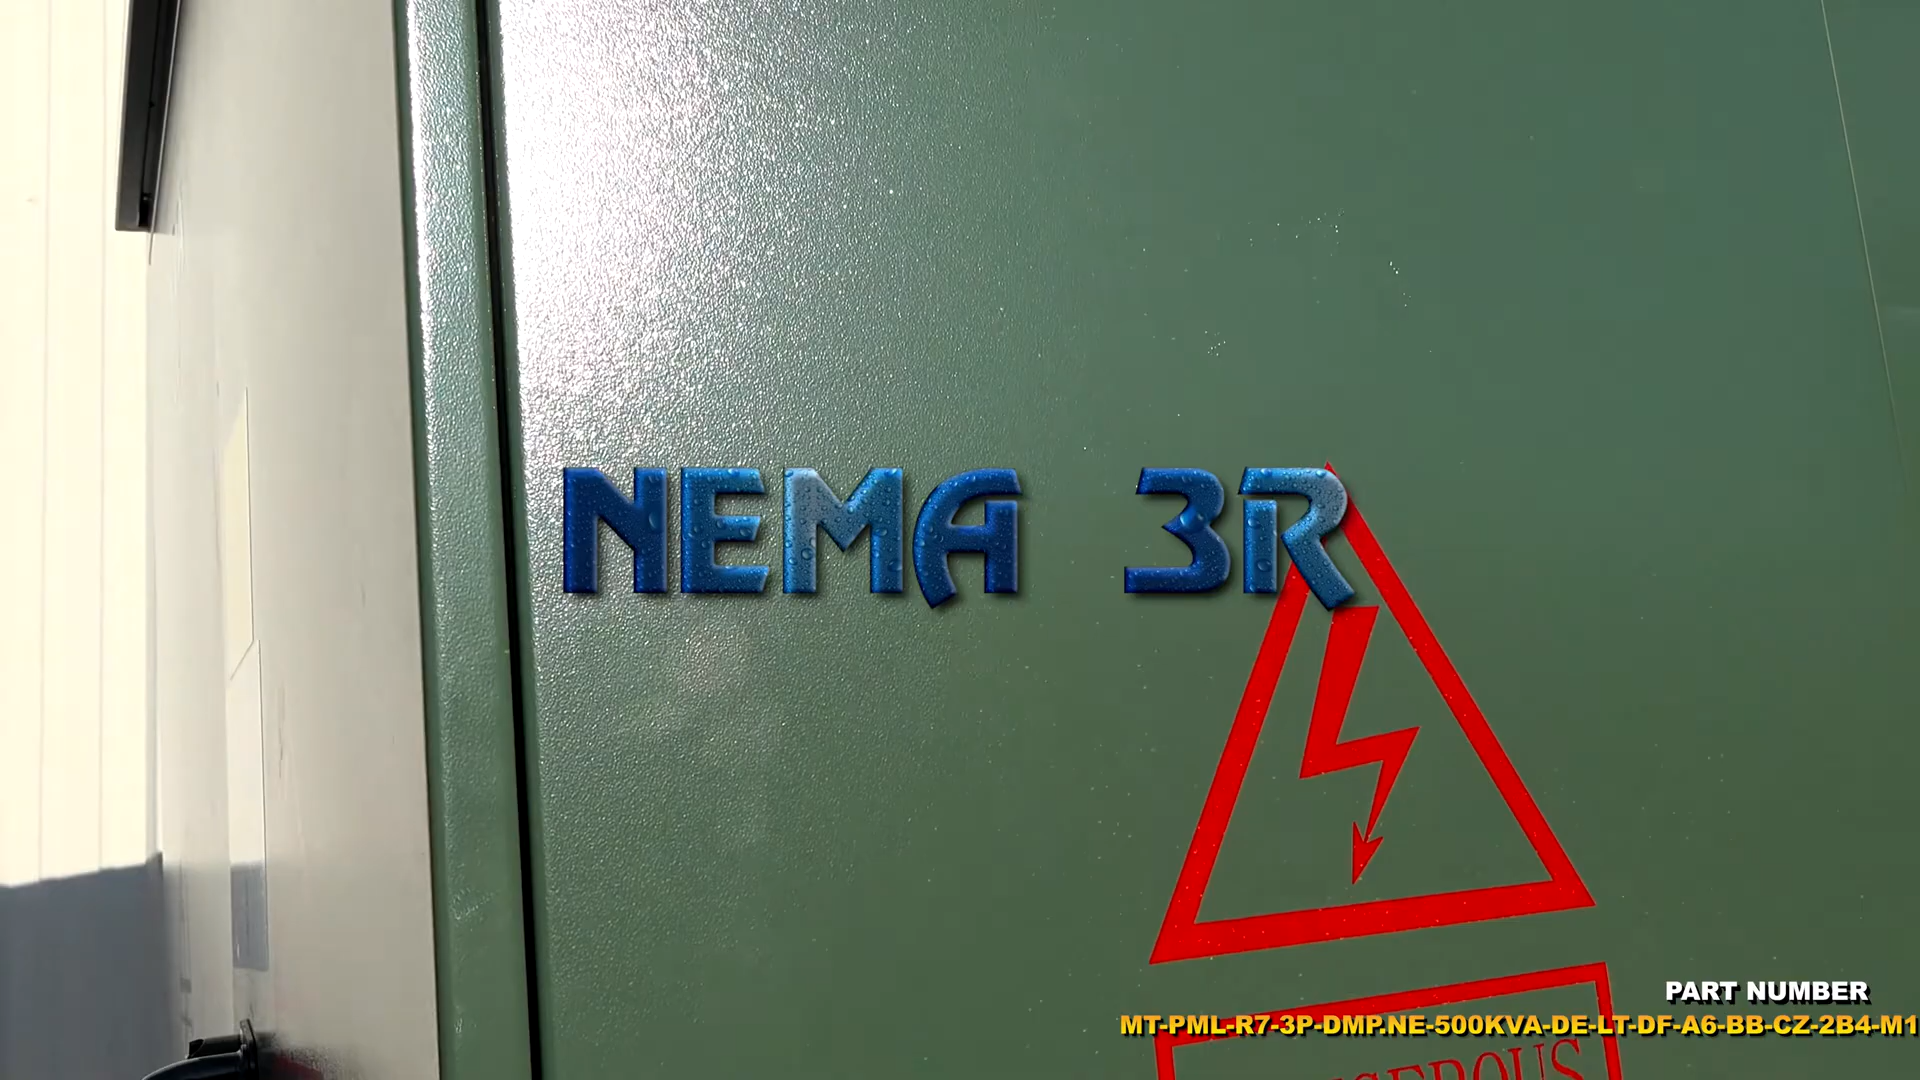 NEMA 3R
PART NUMBER
MT-PML-R7-3P-DMP.NE-500KVA-DE-LT-DF-A6-BB-CZ-2B4-M1